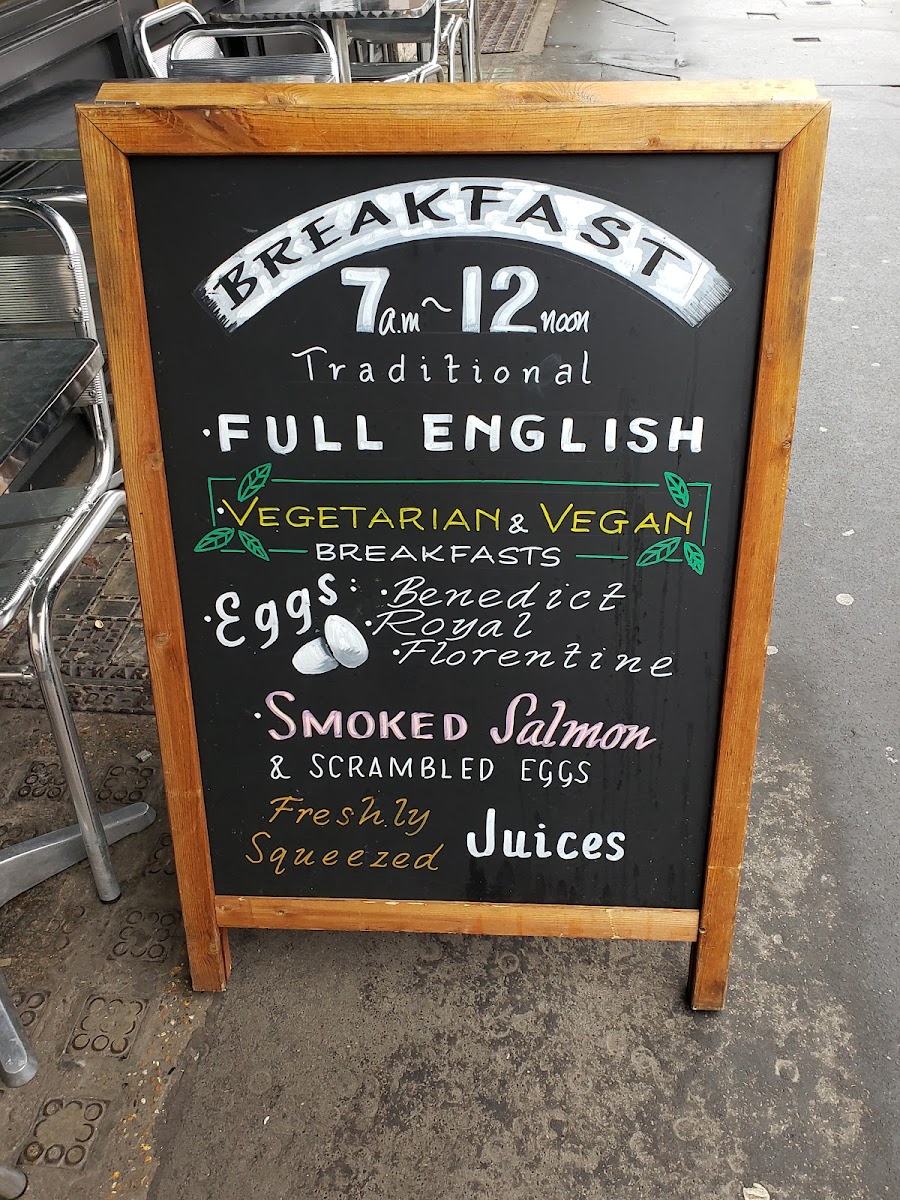 BREAKFAST
7a.m~12noon
Traditional
·FULL ENGLISH
·VEGETARIAN & VEGAN
BREAKFASTS
·Eggs: ·Benedict
·Royal
·Florentine
·SMOKED Salmon
& SCRAMBLED EGGS
Freshly
Squeezed Juices